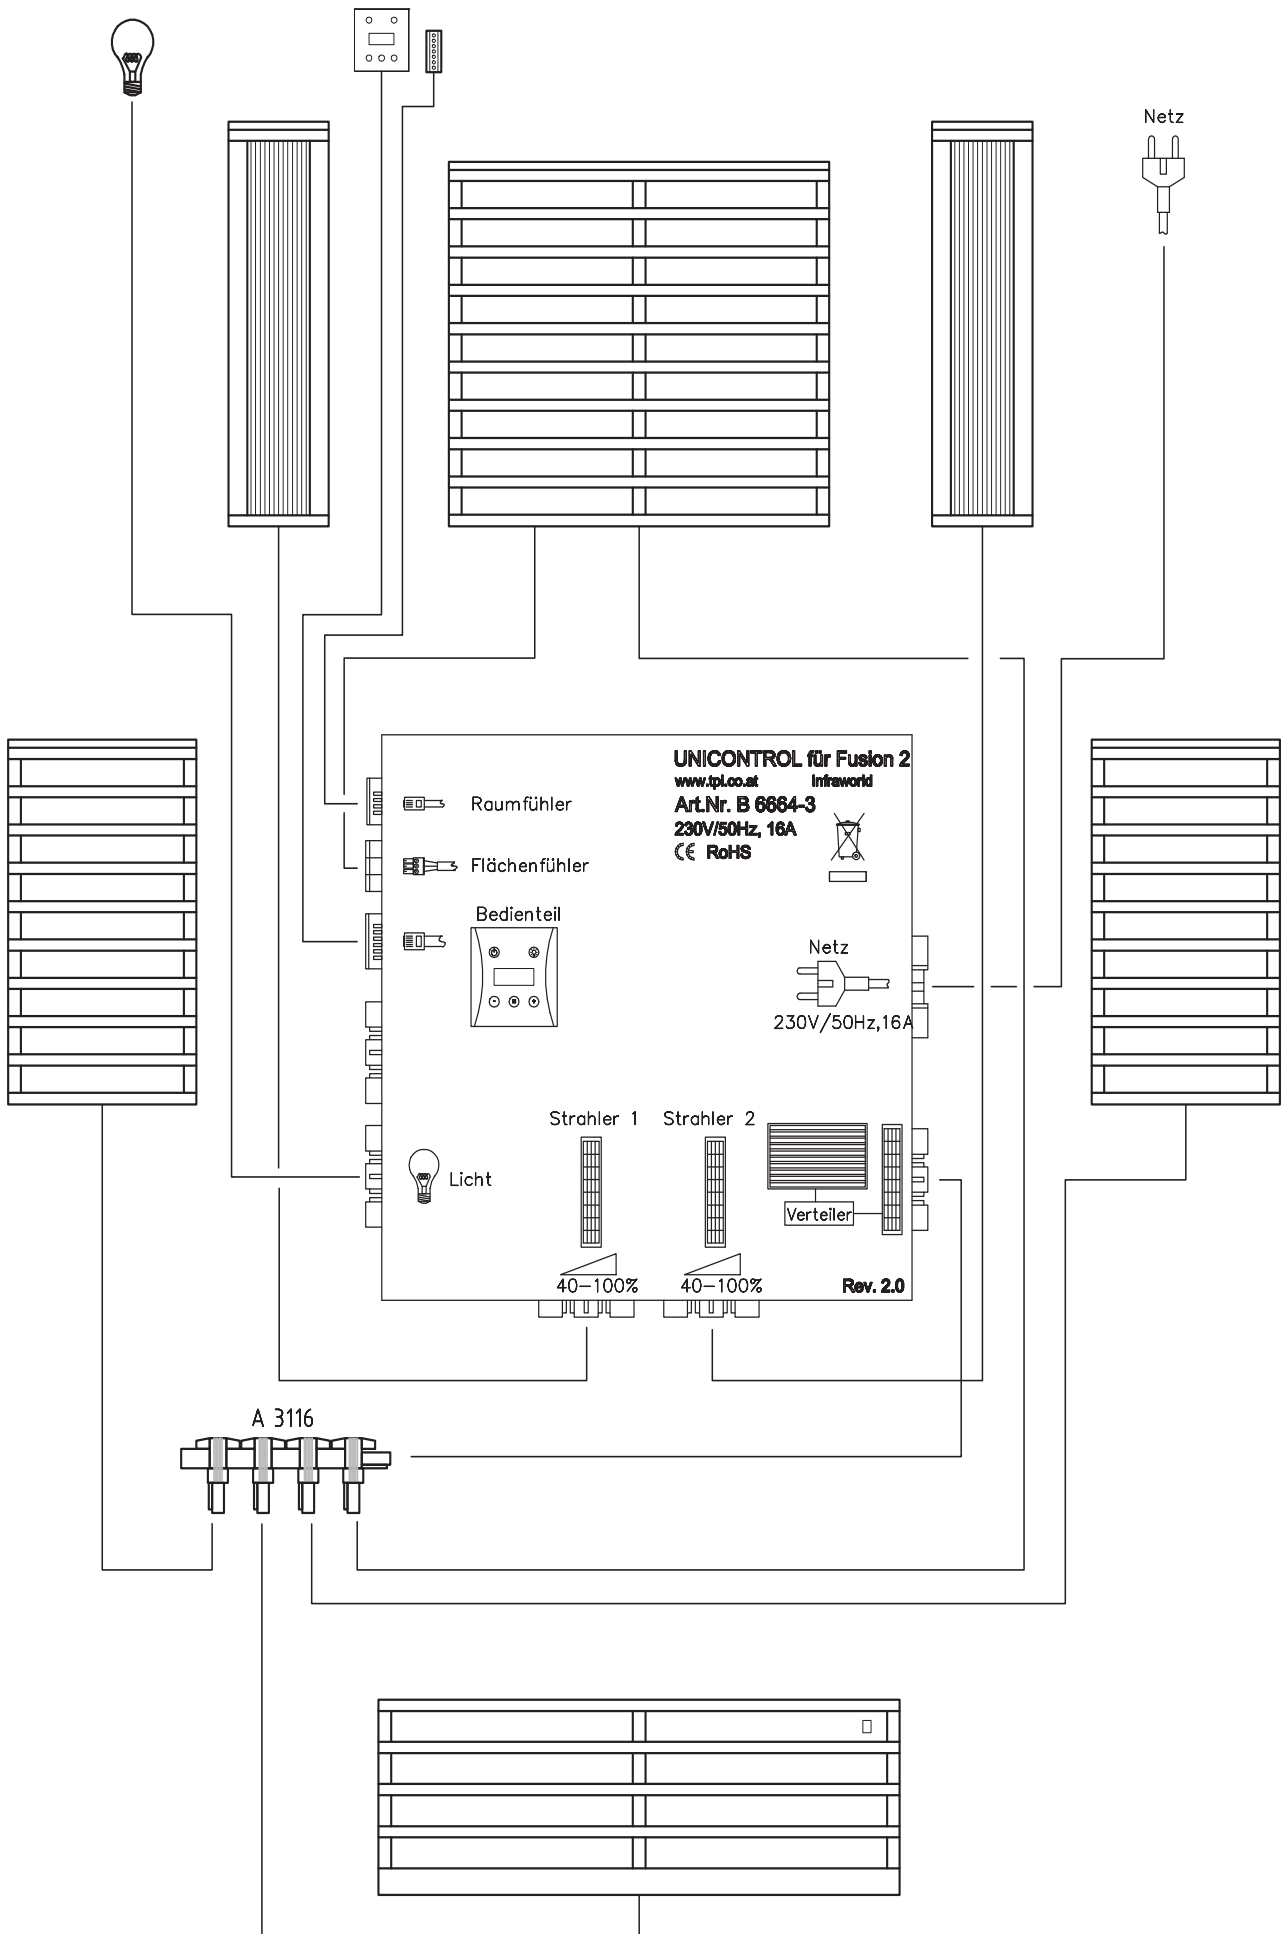 Netz
UNICONTROL für Fusion 2
www.tpi.co.at Infraworld
Art.Nr. B 6664-3
230V/50Hz, 16A
CE RoHS
Raumfühler
Flächenfühler
Bedienteil
Netz
230V/50Hz,16A
Strahler 1 Strahler 2
Licht
Verteiler
40-100% 40-100%
Rev. 2.0
A 3116